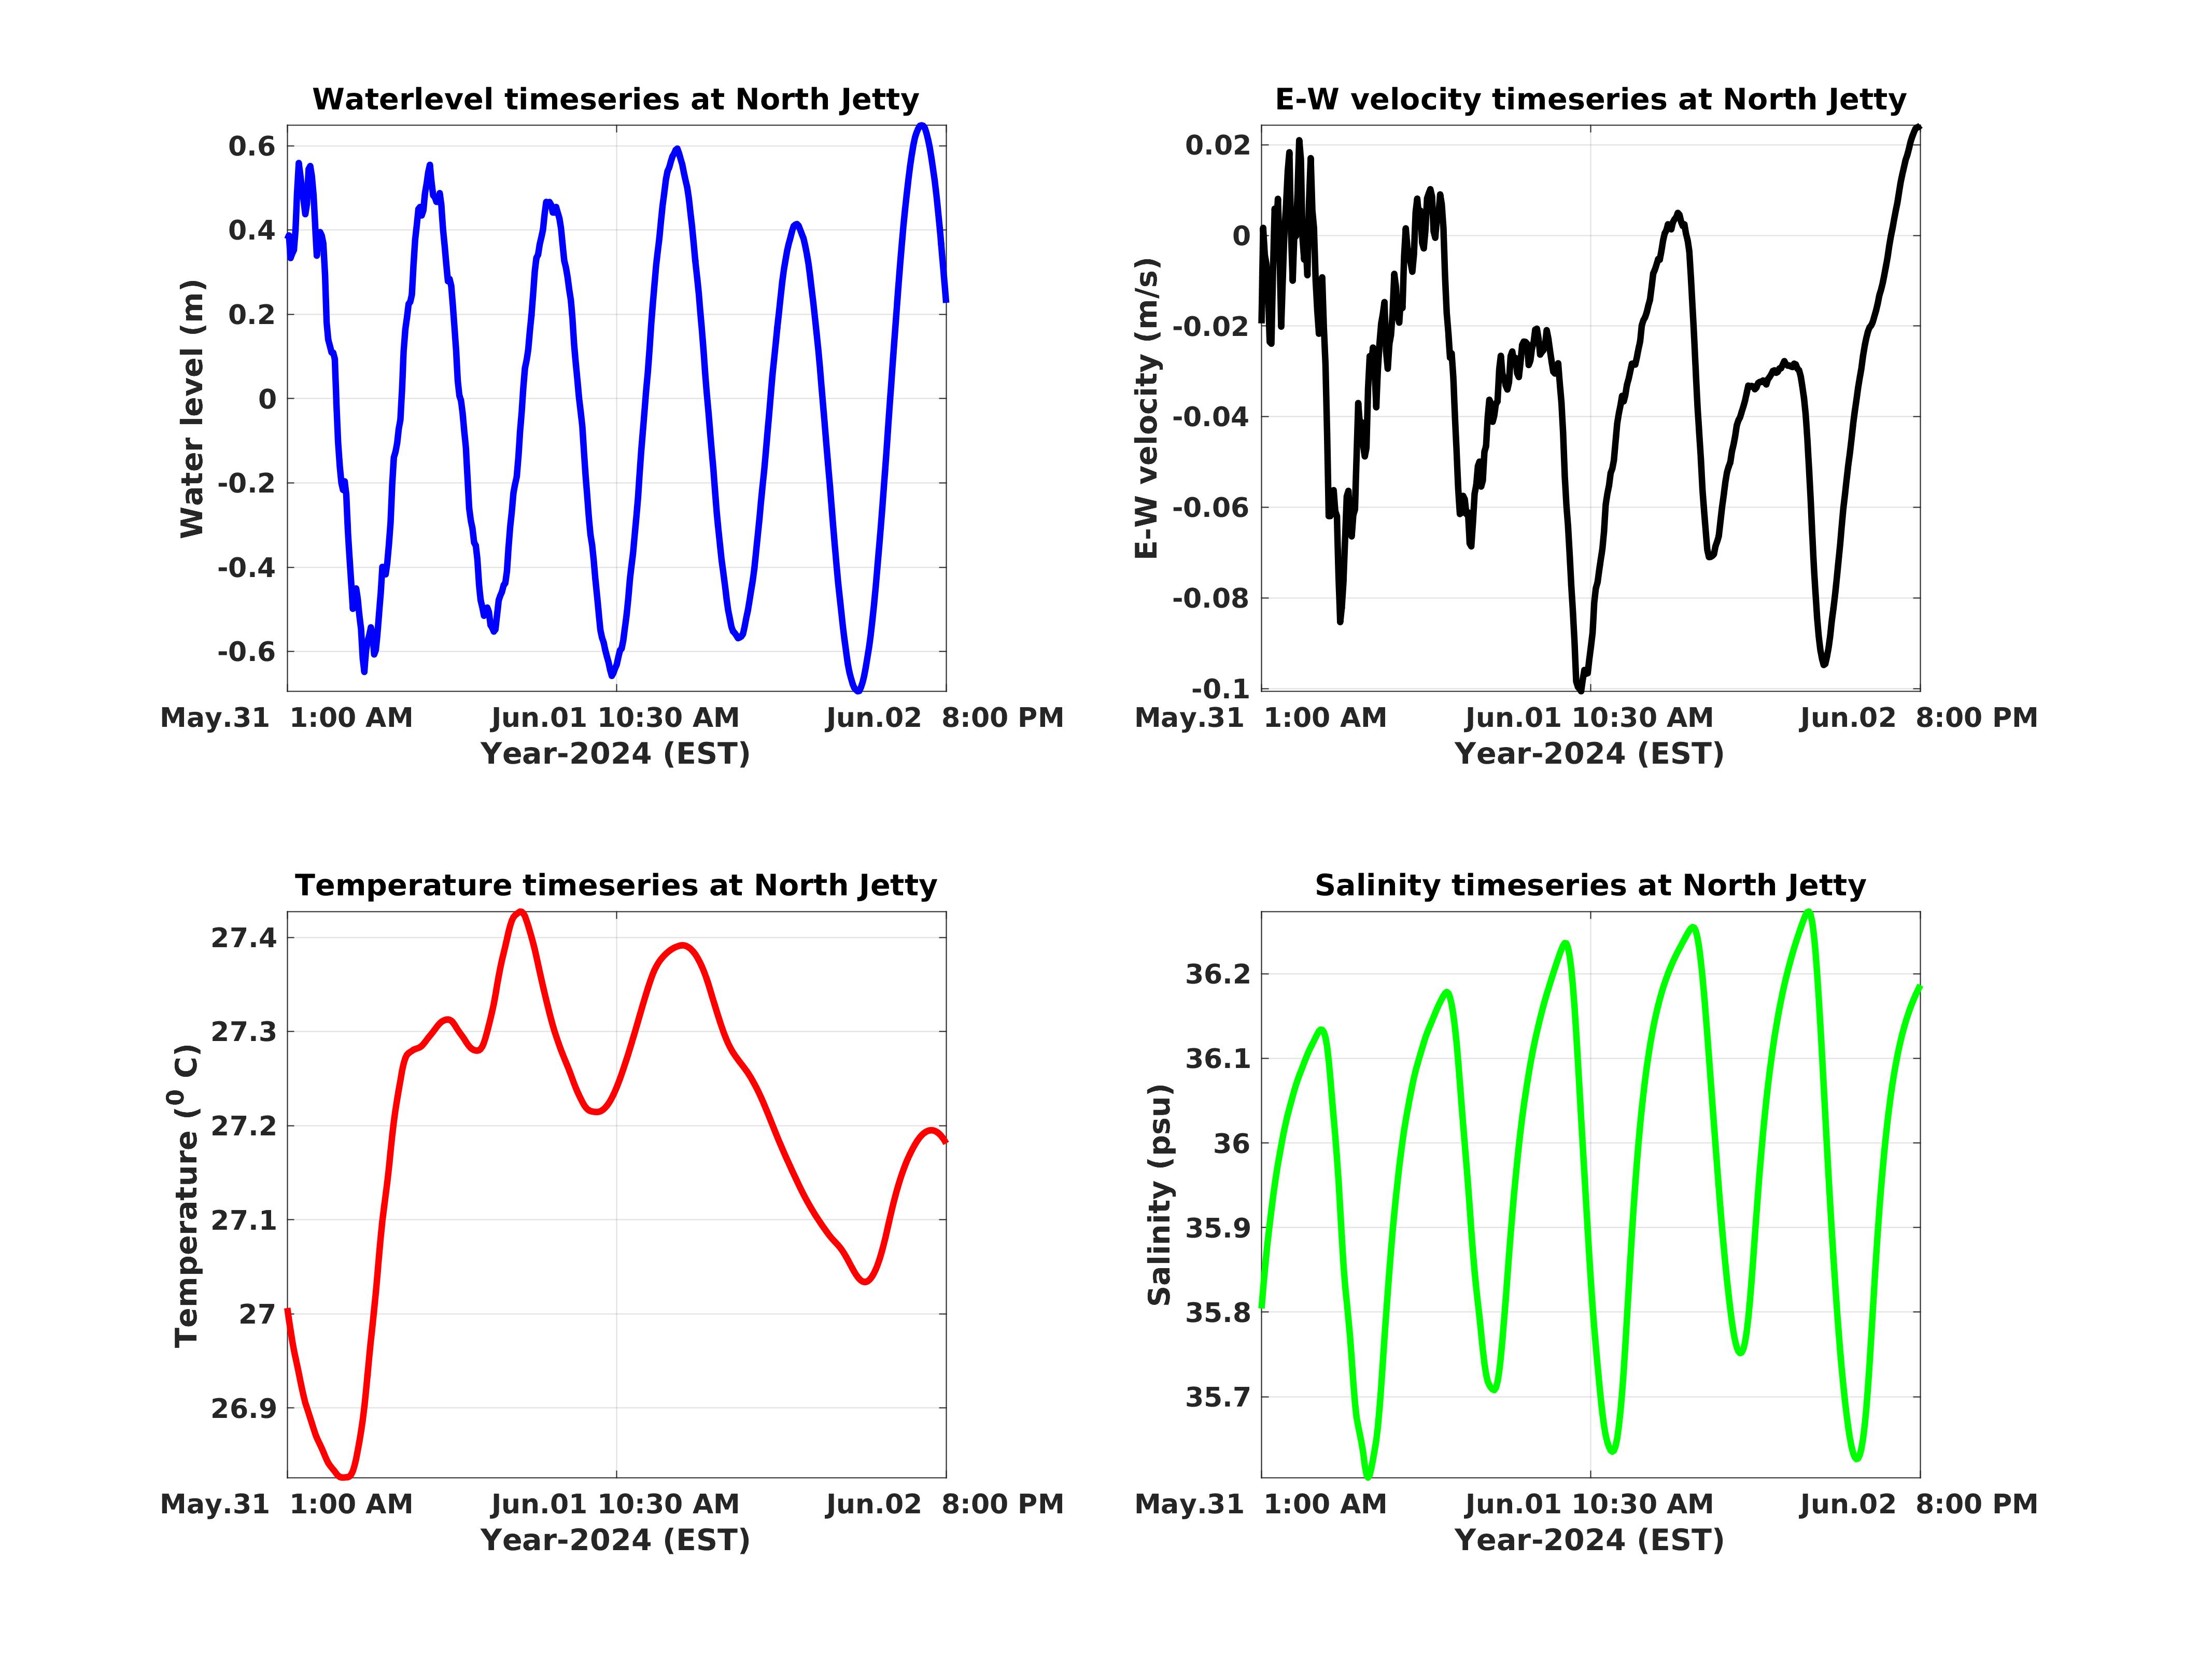 Waterlevel timeseries at North Jetty
0.6
0.4
0.2
0
-0.2
-0.4
-0.6
Water level (m)
May.31 1:00 AM Jun.01 10:30 AM Jun.02 8:00 PM
Year-2024 (EST)
E-W velocity timeseries at North Jetty
0.02
0
-0.02
-0.04
-0.06
-0.08
-0.1
E-W velocity (m/s)
May.31 1:00 AM Jun.01 10:30 AM Jun.02 8:00 PM
Year-2024 (EST)
Temperature timeseries at North Jetty
27.4
27.3
27.2
27.1
27
26.9
Temperature (⁰ C)
May.31 1:00 AM Jun.01 10:30 AM Jun.02 8:00 PM
Year-2024 (EST)
Salinity timeseries at North Jetty
36.2
36.1
36
35.9
35.8
35.7
Salinity (psu)
May.31 1:00 AM Jun.01 10:30 AM Jun.02 8:00 PM
Year-2024 (EST)